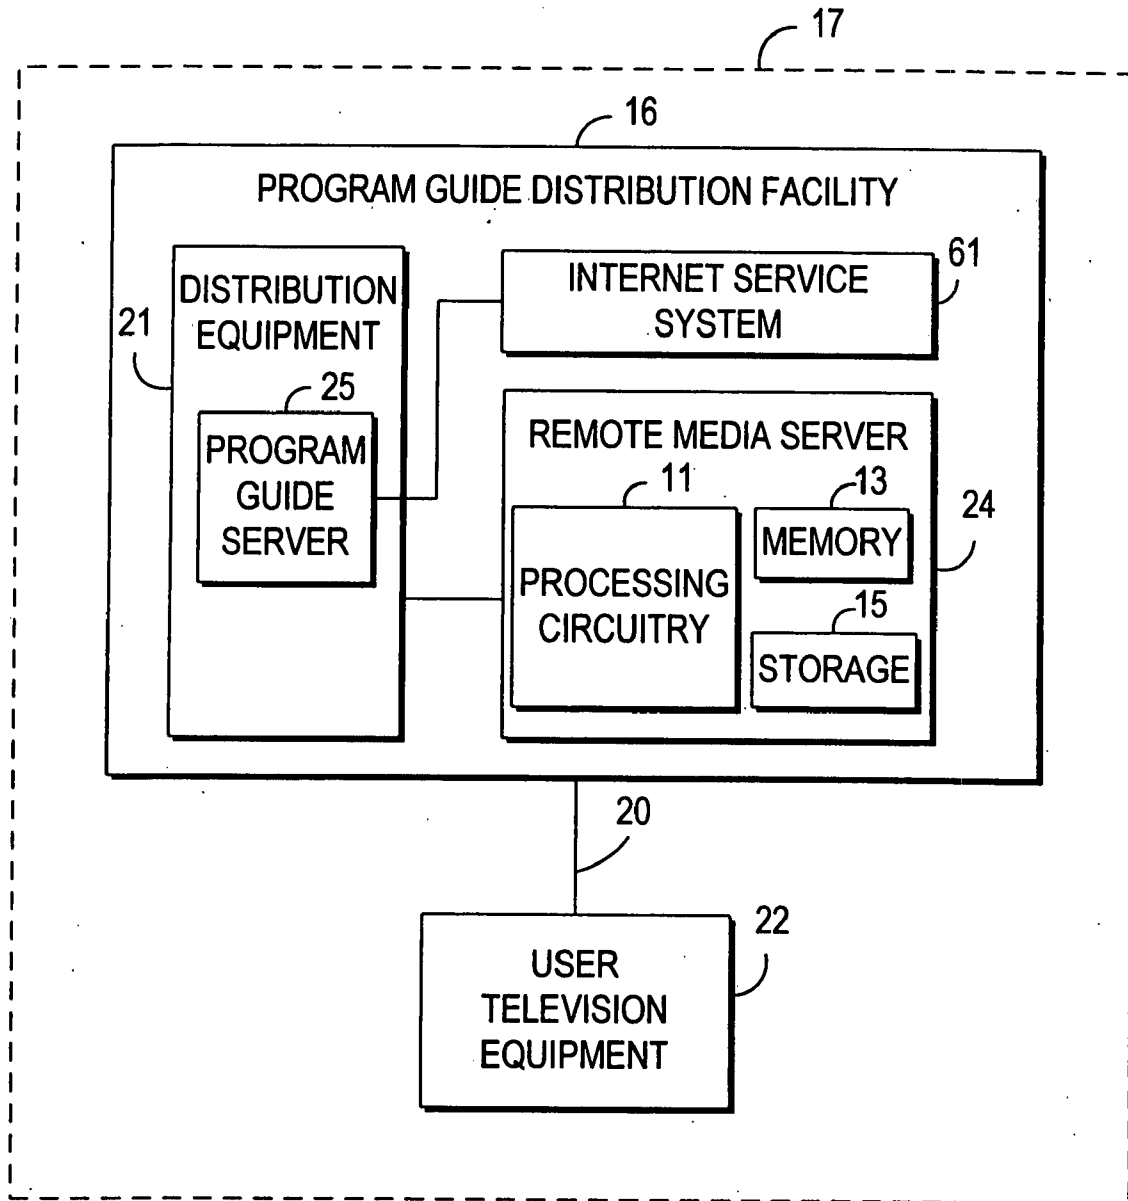 17
16
PROGRAM GUIDE DISTRIBUTION FACILITY
DISTRIBUTION
EQUIPMENT
21
25
PROGRAM
GUIDE
SERVER
INTERNET SERVICE
SYSTEM
61
REMOTE MEDIA SERVER
11
PROCESSING
CIRCUITRY
13
MEMORY
24
15
STORAGE
20
22
USER
TELEVISION
EQUIPMENT